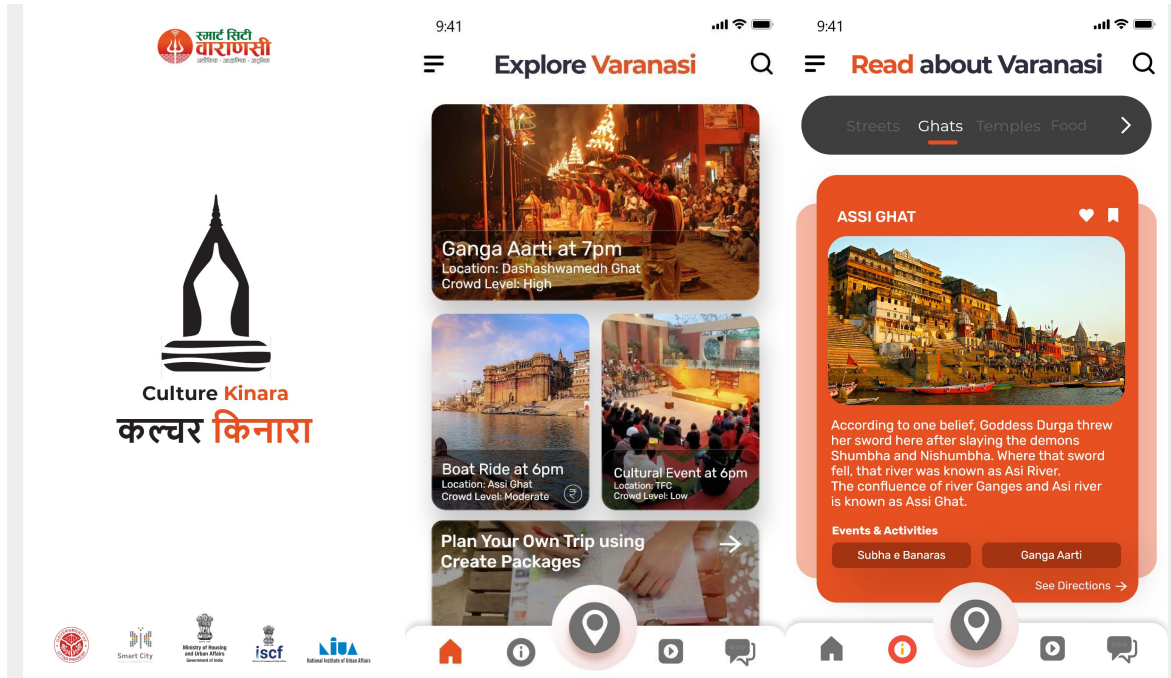 स्मार्ट सिटी
वाराणसी
Culture Kinara
कल्चर किनारा
Smart City
Ministry of Housing
and Urban Affairs
Government of India
iscf
NIUA
National Institute of Urban Affairs
9:41
Explore Varanasi
Ganga Aarti at 7pm
Location: Dashashwamedh Ghat
Crowd Level: High
Boat Ride at 6pm
Location: Assi Ghat
Crowd Level: Moderate
₹
Cultural Event at 6pm
Location: TFC
Crowd Level: Low
Plan Your Own Trip using
Create Packages
9:41
Read about Varanasi
Streets Ghats Temples Food
ASSI GHAT
According to one belief, Goddess Durga threw
her sword here after slaying the demons
Shumbha and Nishumbha. Where that sword
fell, that river was known as Asi River.
The confluence of river Ganges and Asi river
is known as Assi Ghat.
Events & Activities
Subha e Banaras
Ganga Aarti
See Directions